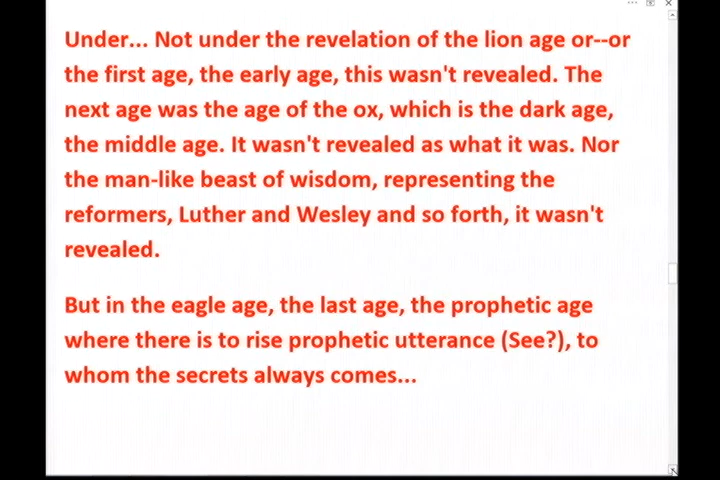 Under... Not under the revelation of the lion age or--or
the first age, the early age, this wasn't revealed. The
next age was the age of the ox, which is the dark age,
the middle age. It wasn't revealed as what it was. Nor
the man-like beast of wisdom, representing the
reformers, Luther and Wesley and so forth, it wasn't
revealed.
But in the eagle age, the last age, the prophetic age
where there is to rise prophetic utterance (See?), to
whom the secrets always comes...